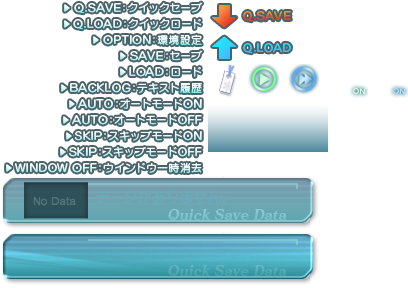 ▶Q.SAVE:クイックセーブ
▶Q.LOAD:クイックロード
▶OPTION:環境設定
▶SAVE:セーブ
▶LOAD:ロード
▶BACKLOG:テキスト履歴
▶AUTO:オートモードON
▶AUTO:オートモードOFF
▶SKIP:スキップモードON
▶SKIP:スキップモードOFF
▶WINDOW OFF:ウインドウ一時消去
Q.SAVE
Q.LOAD
ON ON
No Data
Quick Save Data
Quick Save Data